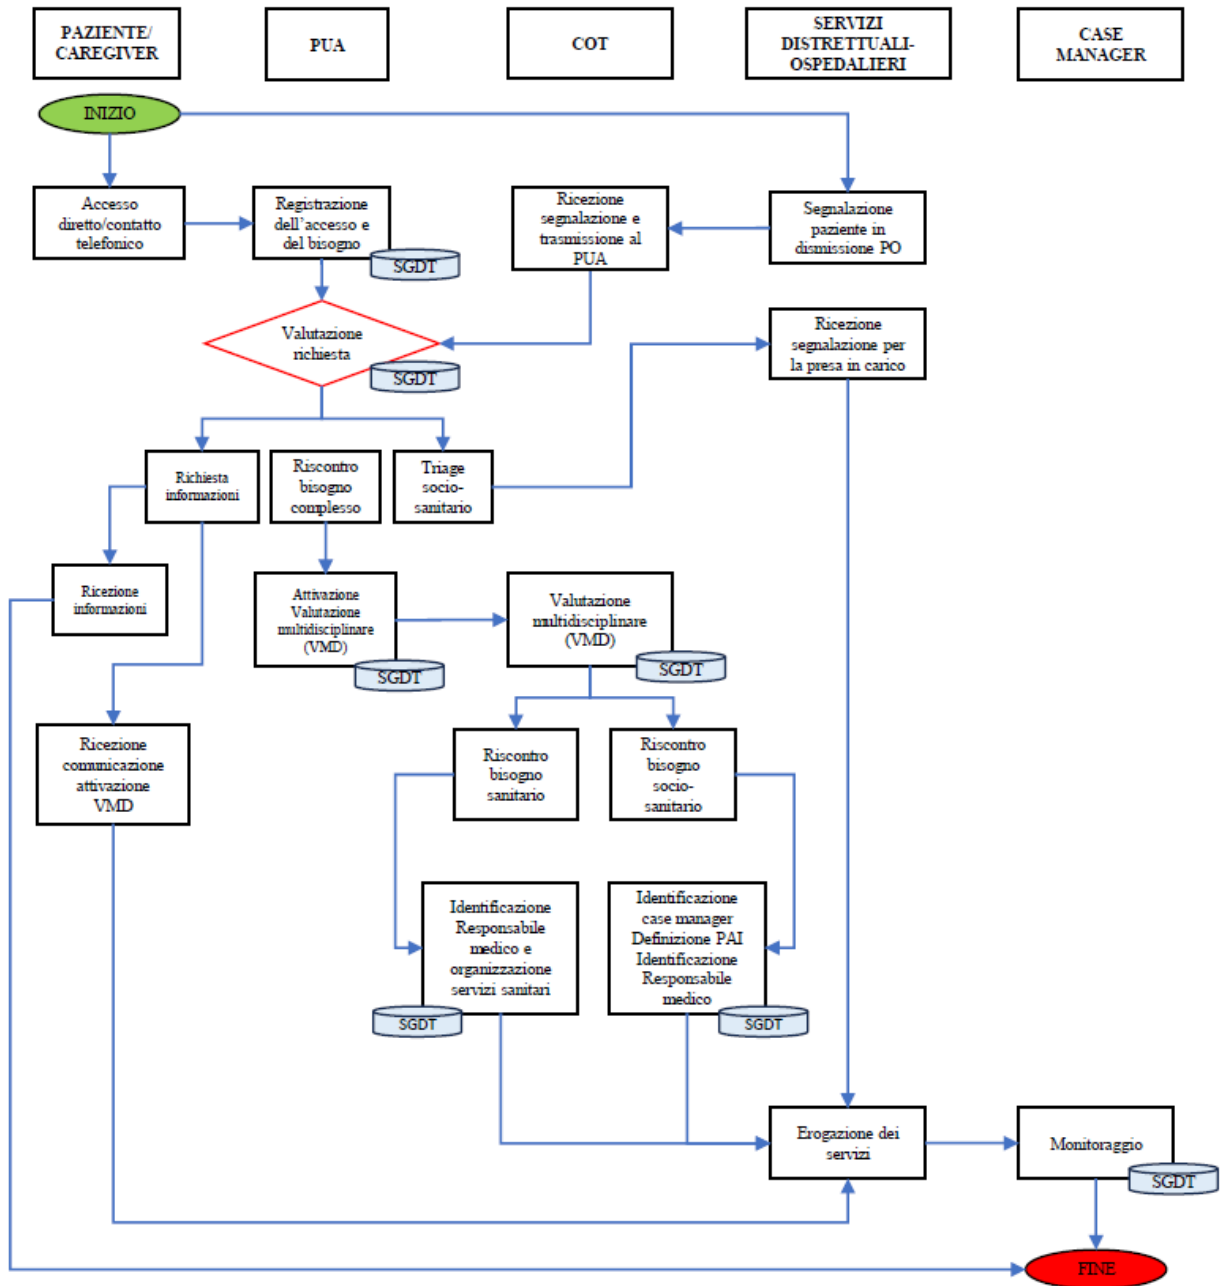 PAZIENTE/
CAREGIVER
PUA
COT
SERVIZI
DISTRETTUALI-
OSPEDALIERI
CASE
MANAGER
INIZIO
Accesso
diretto/contatto
telefonico
Registrazione
dell'accesso e
del bisogno
SGDT
Ricezione
segnalazione e
trasmissione al
PUA
Segnalazione
paziente in
dismissione PO
Valutazione
richiesta
SGDT
Ricezione
segnalazione per
la presa in carico
Richiesta
informazioni
Riscontro
bisogno
complesso
Triage
socio-
sanitario
Ricezione
informazioni
Attivazione
Valutazione
multidisciplinare
(VMD)
SGDT
Valutazione
multidisciplinare
(VMD)
SGDT
Ricezione
comunicazione
attivazione
VMD
Riscontro
bisogno
sanitario
Riscontro
bisogno
socio-
sanitario
Identificazione
Responsabile
medico e
organizzazione
servizi sanitari
SGDT
Identificazione
case manager
Definizione PAI
Identificazione
Responsabile
medico
SGDT
Erogazione dei
servizi
Monitoraggio
SGDT
FINE